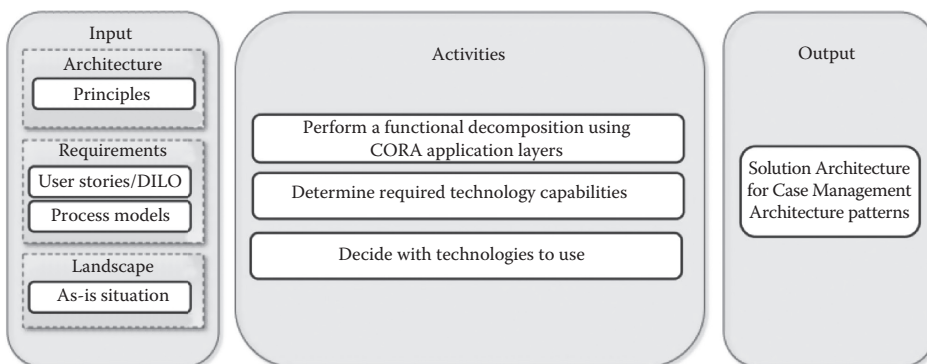 Input
Architecture
Principles
Requirements
User stories/DILO
Process models
Landscape
As-is situation
Activities
Perform a functional decomposition using
CORA application layers
Determine required technology capabilities
Decide with technologies to use
Output
Solution Architecture
for Case Management
Architecture patterns